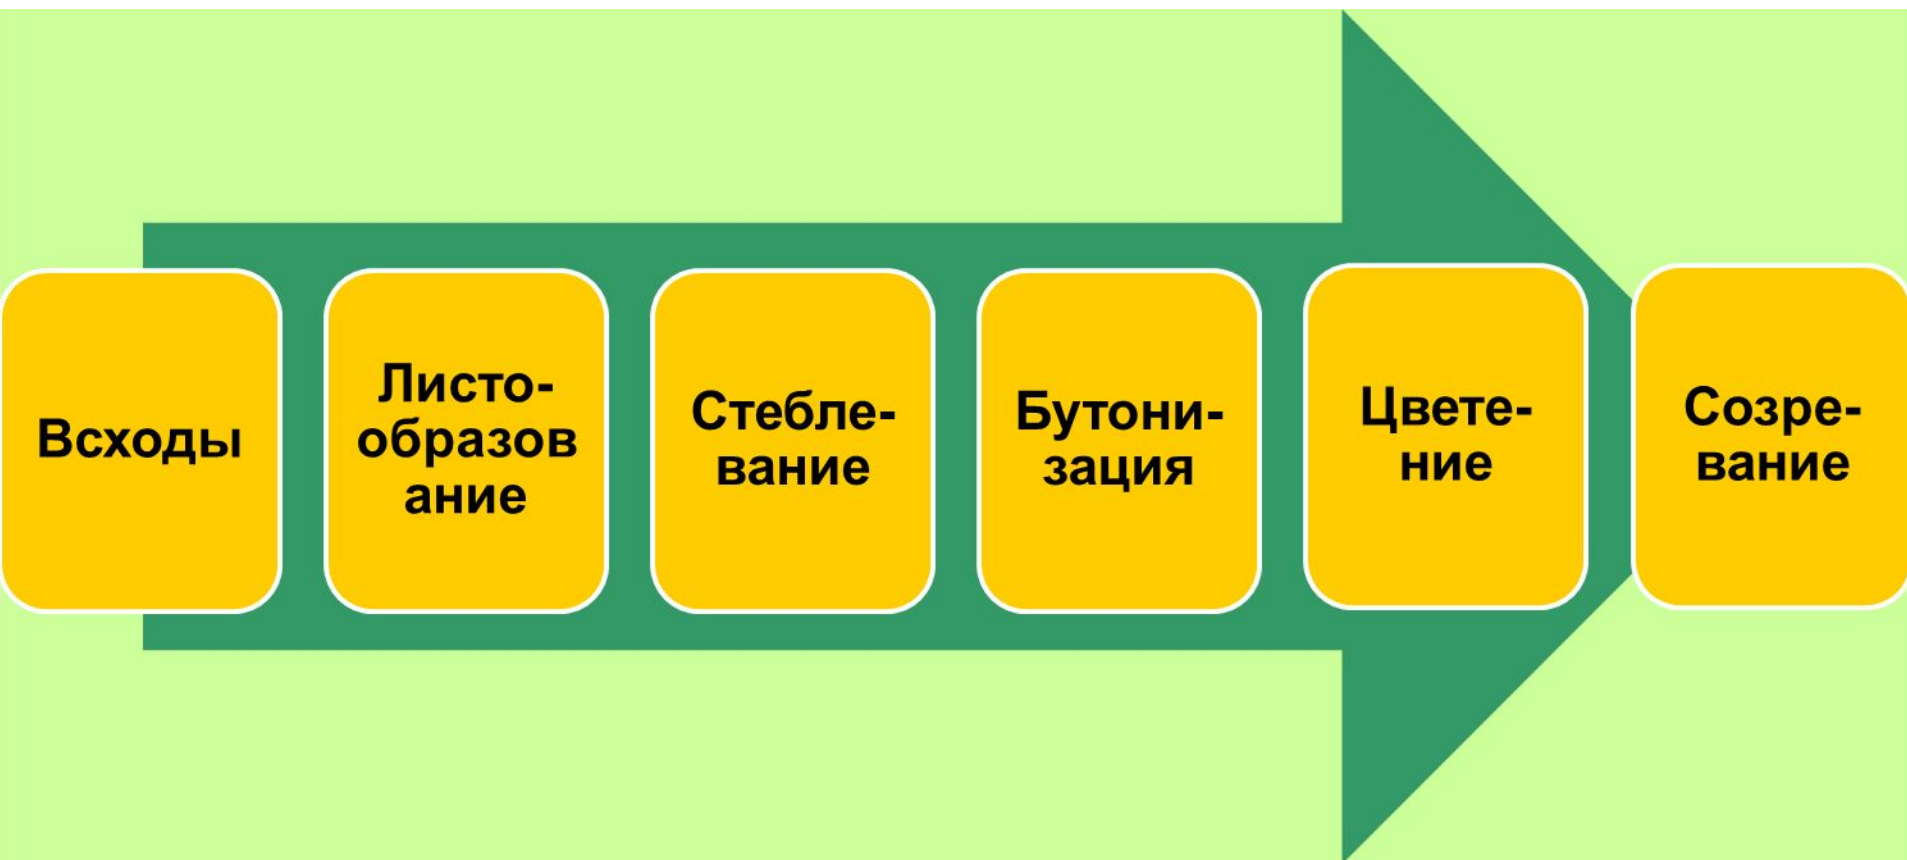 Всходы
Листо-
образов
ание
Стебле-
вание
Бутони-
зация
Цвете-
ние
Созре-
вание